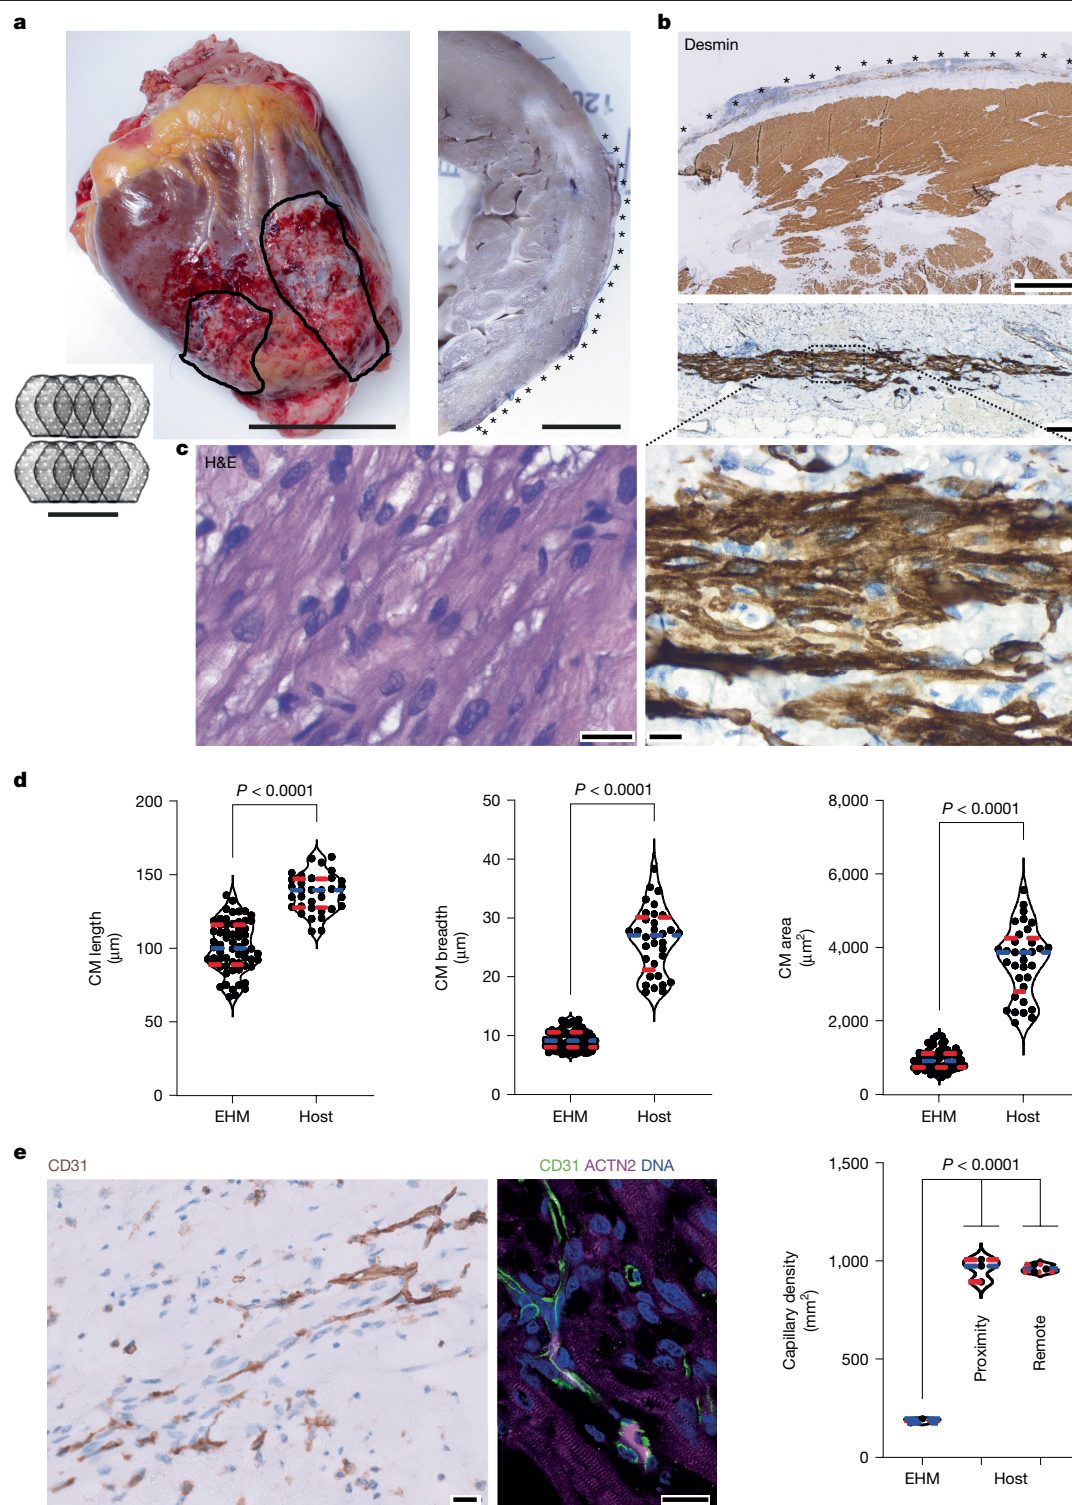 a
b
Desmin
c
H&E
d
P < 0.0001
200
150
100
50
0
CM length
(μm)
EHM
Host
P < 0.0001
50
40
30
20
10
0
CM breadth
(μm)
EHM
Host
P < 0.0001
8,000
6,000
4,000
2,000
0
CM area
(μm²)
EHM
Host
e
CD31
CD31 ACTN2 DNA
P < 0.0001
1,500
1,000
500
0
Capillary density
(mm²)
Proximity
Remote
EHM
Host